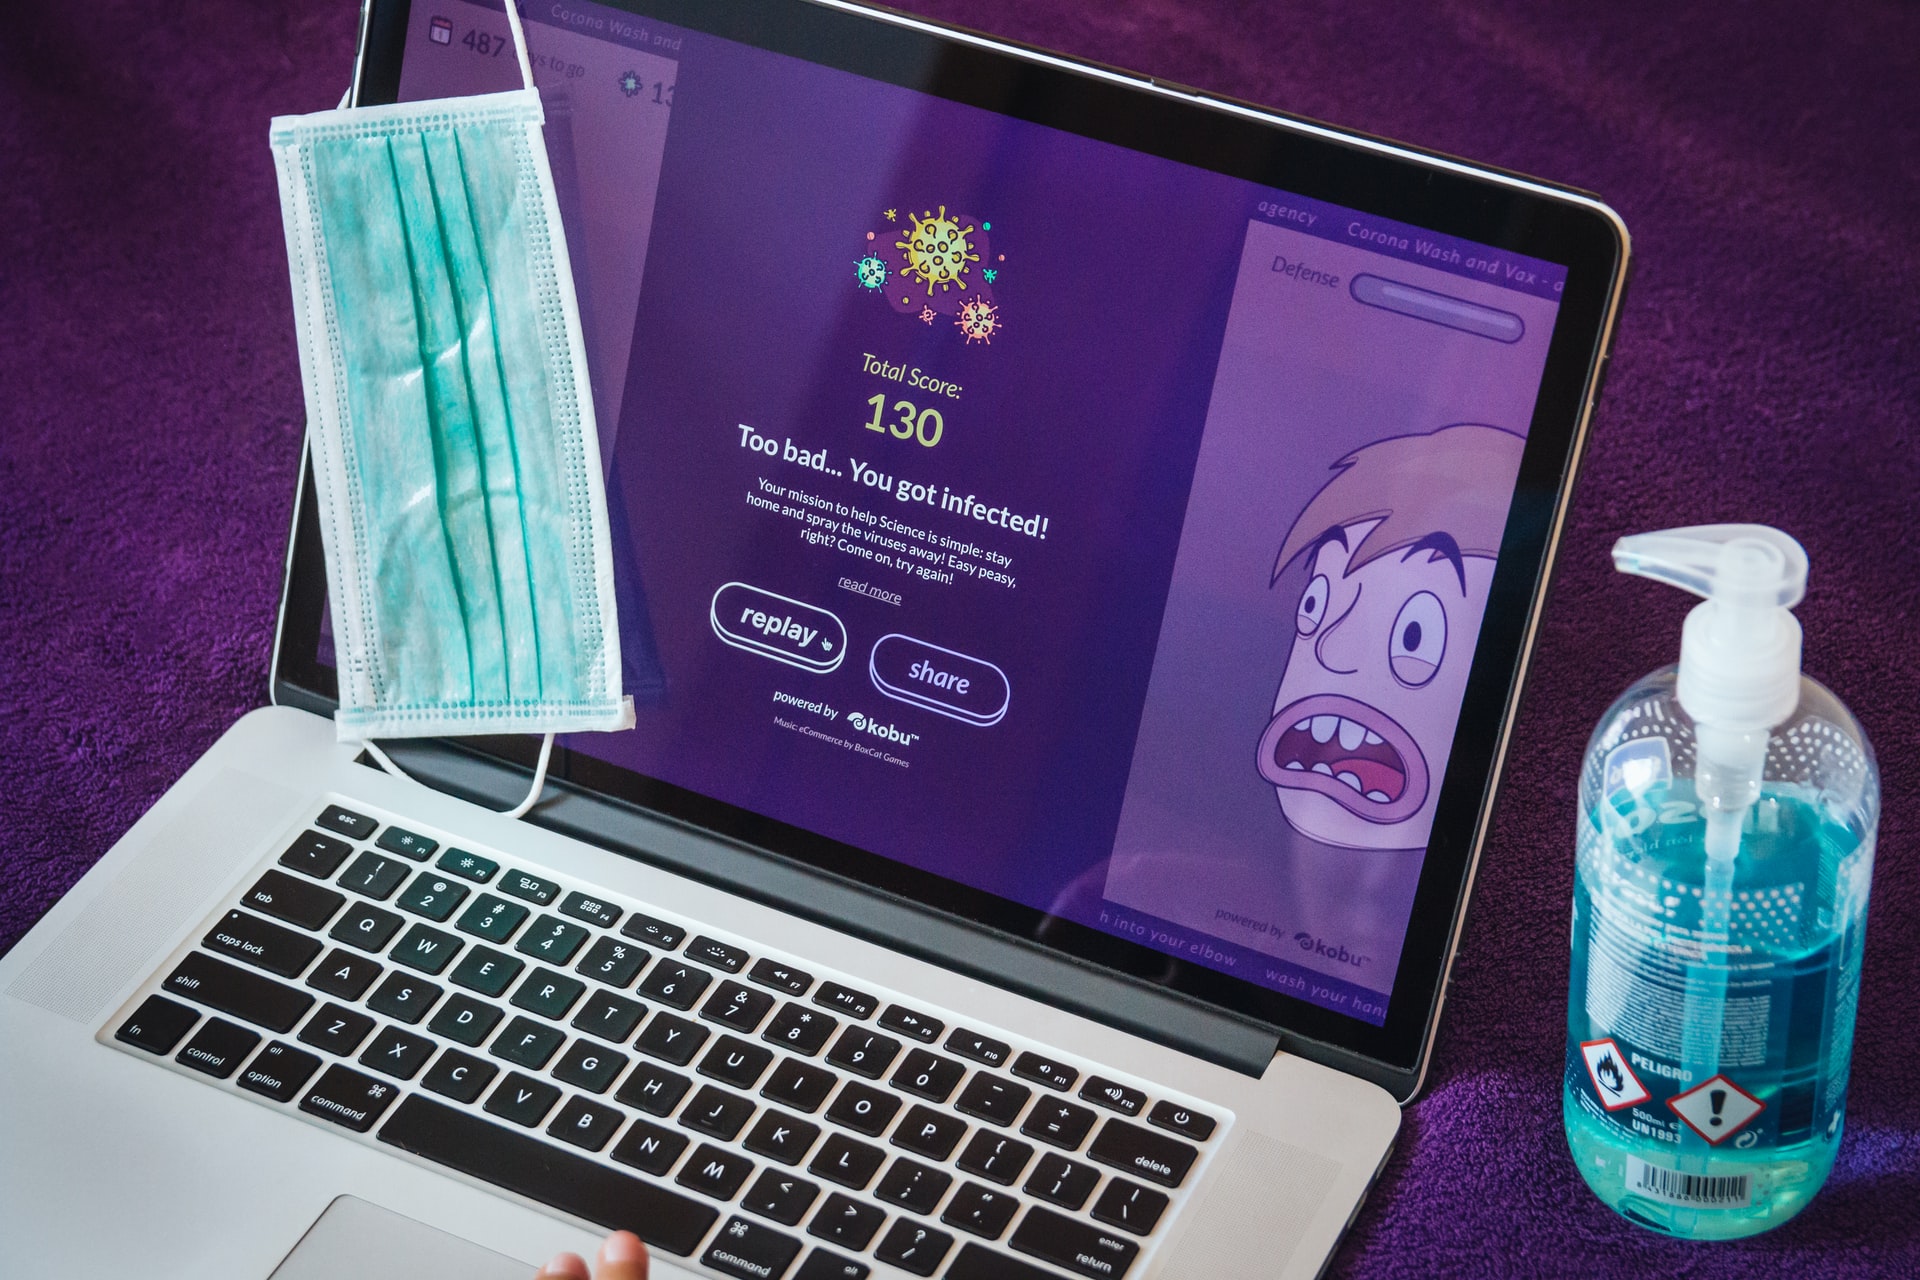 Corona Wash and
487 days to go
13
agency Corona Wash and Vax - a
Defense
Total Score:
130
Too bad... You got infected!
Your mission to help Science is simple: stay
home and spray the viruses away! Easy peasy,
right? Come on, try again!
read more
replay
share
powered by kobu™
Music: eCommerce by BoxCat Games
powered by kobu™
h into your elbow wash your han
esc F1 F2 F3 F4 F5 F6 F7 F8 F9 F10 F11 F12
~ ! 1 @ 2 # 3 $ 4 % 5 ^ 6 & 7 * 8 ( 9 ) 0 _ - + = delete
tab Q W E R T Y U I O P { [ } ] | \
caps lock A S D F G H J K L : ; " ' enter return
shift Z X C V B N M < , > . ? /
fn control alt option ⌘ command ⌘ command alt
PELIGRO
500ml
UN1993